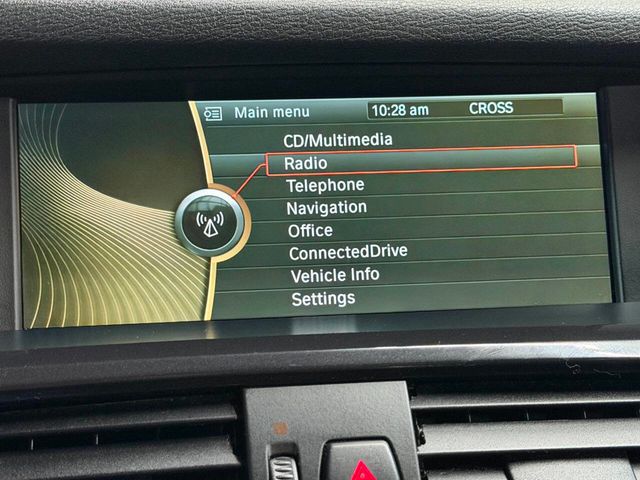 Main menu 10:28 am CROSS
CD/Multimedia
Radio
Telephone
Navigation
Office
ConnectedDrive
Vehicle Info
Settings